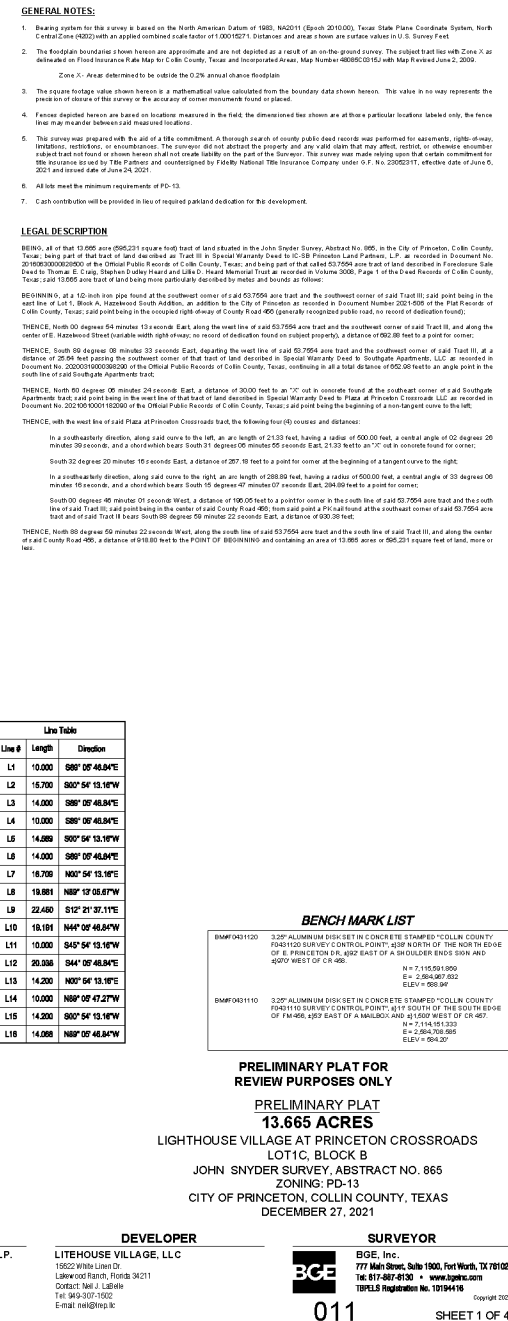 GENERAL NOTES:
1. Bearing system for this survey is based on the North American Datum of 1983, NA2011 (Epoch 2010.00), Texas State Plane Coordinate System, North
Central Zone (4202) with an applied combined scale factor of 1.00015271. Distances and areas shown are surface values in U.S. Survey Feet.
2. The floodplain boundaries shown hereon are approximate and are not depicted as a result of an on-the-ground survey. The subject tract lies with Zone X as
delineated on Flood Insurance Rate Map for Collin County, Texas and Incorporated Areas, Map Number 48085C0315J with Map Revised June 2, 2009.
Zone X- Areas determined to be outside the 0.2% annual chance floodplain
3. The square footage value shown hereon is a mathematical value calculated from the boundary data shown hereon. This value in no way represents the
precision of closure of this survey or the accuracy of corner monuments found or placed.
4. Fences depicted hereon are based on locations measured in the field; the dimensioned ties shown are at those particular locations labeled only, the fence
lines may meander between said measured locations.
5. This survey was prepared with the aid of a title commitment. A thorough search of county public deed records was performed for easements, rights-of-way,
limitations, restrictions, or encumbrances. The surveyor did not abstract the property and any valid claim that may affect, restrict, or otherwise encumber
subject tract not found or shown hereon shall not create liability on the part of the Surveyor. This survey was made relying upon that certain commitment for
title insurance issued by Title Partners and countersigned by Fidelity National Title Insurance Company under G.F. No. 2306231T, effective date of June 6,
2021 and issued date of June 24, 2021.
6. All lots meet the minimum requirements of PD-13.
7. Cash contribution will be provided in lieu of required parkland dedication for this development.
LEGAL DESCRIPTION
BEING, all of that 13.665 acre (595,231 square foot) tract of land situated in the John Snyder Survey, Abstract No. 865, in the City of Princeton, Collin County,
Texas; being part of that tract of land described as Tract III in Special Warranty Deed to IC-SB Princeton Land Partners, L.P. as recorded in Document No.
20160630000828500 of the Official Public Records of Collin County, Texas; and being part of that called 53.7554 acre tract of land described in Foreclosure Sale
Deed to Thomas E. Craig, Stephen Dudley Heard and Lillie D. Heard Memorial Trust as recorded in Volume 3008, Page 1 of the Deed Records of Collin County,
Texas; said 13.665 acre tract of land being more particularly described by metes and bounds as follows:
BEGINNING, at a 1/2-inch iron pipe found at the southwest corner of said 53.7554 acre tract and the southwest corner of said Tract III; said point being in the
east line of Lot 1, Block A, Hazelwood South Addition, an addition to the City of Princeton as recorded in Document Number 2021-506 of the Plat Records of
Collin County, Texas; said point being in the occupied right-of-way of County Road 466 (generally recognized public road, no record of dedication found);
THENCE, North 00 degrees 54 minutes 13 seconds East, along the west line of said 53.7554 acre tract and the southwest corner of said Tract III, and along the
center of E. Hazelwood Street (variable width right-of-way; no record of dedication found on subject property), a distance of 692.88 feet to a point for corner;
THENCE, South 89 degrees 08 minutes 33 seconds East, departing the west line of said 53.7554 acre tract and the southwest corner of said Tract III, at a
distance of 25.64 feet passing the southwest corner of that tract of land described in Special Warranty Deed to Southgate Apartments, LLC as recorded in
Document No. 20200319000398290 of the Official Public Records of Collin County, Texas, continuing in all a total distance of 652.98 feet to an angle point in the
south line of said Southgate Apartments tract;
THENCE, North 60 degrees 06 minutes 24 seconds East, a distance of 30.00 feet to an "X" cut in concrete found at the southeast corner of said Southgate
Apartments tract; said point being in the west line of that tract of land described in Special Warranty Deed to Plaza at Princeton Crossroads LLC as recorded in
Document No. 20210610001182090 of the Official Public Records of Collin County, Texas; said point being the beginning of a non-tangent curve to the left;
THENCE, with the west line of said Plaza at Princeton Crossroads tract, the following four (4) courses and distances:
In a southeasterly direction, along said curve to the left, an arc length of 21.33 feet, having a radius of 500.00 feet, a central angle of 02 degrees 26
minutes 39 seconds, and a chord which bears South 31 degrees 06 minutes 55 seconds East, 21.33 feet to an "X" cut in concrete found for corner;
South 32 degrees 20 minutes 16 seconds East, a distance of 267.18 feet to a point for corner at the beginning of a tangent curve to the right;
In a southeasterly direction, along said curve to the right, an arc length of 288.89 feet, having a radius of 500.00 feet, a central angle of 33 degrees 06
minutes 16 seconds, and a chord which bears South 15 degrees 47 minutes 07 seconds East, 284.89 feet to a point for corner;
South 00 degrees 46 minutes 01 seconds West, a distance of 195.05 feet to a point for corner in the south line of said 53.7554 acre tract and the south
line of said Tract III; said point being in the center of said County Road 466; from said point a PK nail found at the southeast corner of said 53.7554 acre
tract and of said Tract III bears South 88 degrees 59 minutes 22 seconds East, a distance of 930.38 feet;
THENCE, North 88 degrees 59 minutes 22 seconds West, along the south line of said 53.7554 acre tract and the south line of said Tract III, and along the center
of said County Road 466, a distance of 918.80 feet to the POINT OF BEGINNING and containing an area of 13.665 acres or 595,231 square feet of land, more or
less.
Line Table
Line # Length Direction
L1 10.000 S89° 05' 46.84"E
L2 15.700 S00° 54' 13.16"W
L3 14.000 S89° 05' 46.84"E
L4 10.000 S89° 05' 46.84"E
L5 14.589 S00° 54' 13.16"W
L6 14.000 S89° 05' 46.84"E
L7 16.709 N00° 54' 13.16"E
L8 19.881 N59° 13' 05.67"W
L9 22.450 S12° 21' 37.11"E
L10 19.191 N44° 05' 46.84"W
L11 10.000 S45° 54' 13.16"W
L12 20.035 S44° 05' 46.84"E
L13 14.200 N00° 54' 13.16"E
L14 10.000 N89° 05' 47.27"W
L15 14.200 S00° 54' 13.16"W
L16 14.068 N89° 05' 46.84"W
BENCH MARK LIST
BM#F0431120 3.25" ALUMINUM DISK SET IN CONCRETE STAMPED "COLLIN COUNTY
F0431120 SURVEY CONTROL POINT", ±)38' NORTH OF THE NORTH EDGE
OF E. PRINCETON DR, ±)92' EAST OF A SHOULDER ENDS SIGN AND
±)970' WEST OF CR 458.
N = 7,115,591.869
E = 2,584,967.632
ELEV = 588.94'
BM#F0431110 3.25" ALUMINUM DISK SET IN CONCRETE STAMPED "COLLIN COUNTY
F0431110 SURVEY CONTROL POINT", ±)11' SOUTH OF THE SOUTH EDGE
OF FM 466, ±)53' EAST OF A MAILBOX AND ±)1,500' WEST OF CR 467.
N = 7,114,151.333
E = 2,584,708.585
ELEV = 584.20'
PRELIMINARY PLAT FOR
REVIEW PURPOSES ONLY
PRELIMINARY PLAT
13.665 ACRES
LIGHTHOUSE VILLAGE AT PRINCETON CROSSROADS
LOT1C, BLOCK B
JOHN SNYDER SURVEY, ABSTRACT NO. 865
ZONING: PD-13
CITY OF PRINCETON, COLLIN COUNTY, TEXAS
DECEMBER 27, 2021
L.P.
DEVELOPER
LITEHOUSE VILLAGE, LLC
15622 White Linen Dr.
Lakewood Ranch, Florida 34211
Contact: Neil J. LaBelle
Tel: 949-307-1502
E-mail: neil@lrep.llc
SURVEYOR
BGE
BGE, Inc.
777 Main Street, Suite 1900, Fort Worth, TX 76102
Tel: 817-887-6130 • www.bgeinc.com
TBPELS Registration No. 10194416
Copyright 202
011
SHEET 1 OF 4